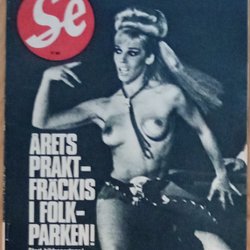 Se
ÅRETS
PRAKT-
FRÄCKIS
I FOLK-
PARKEN!